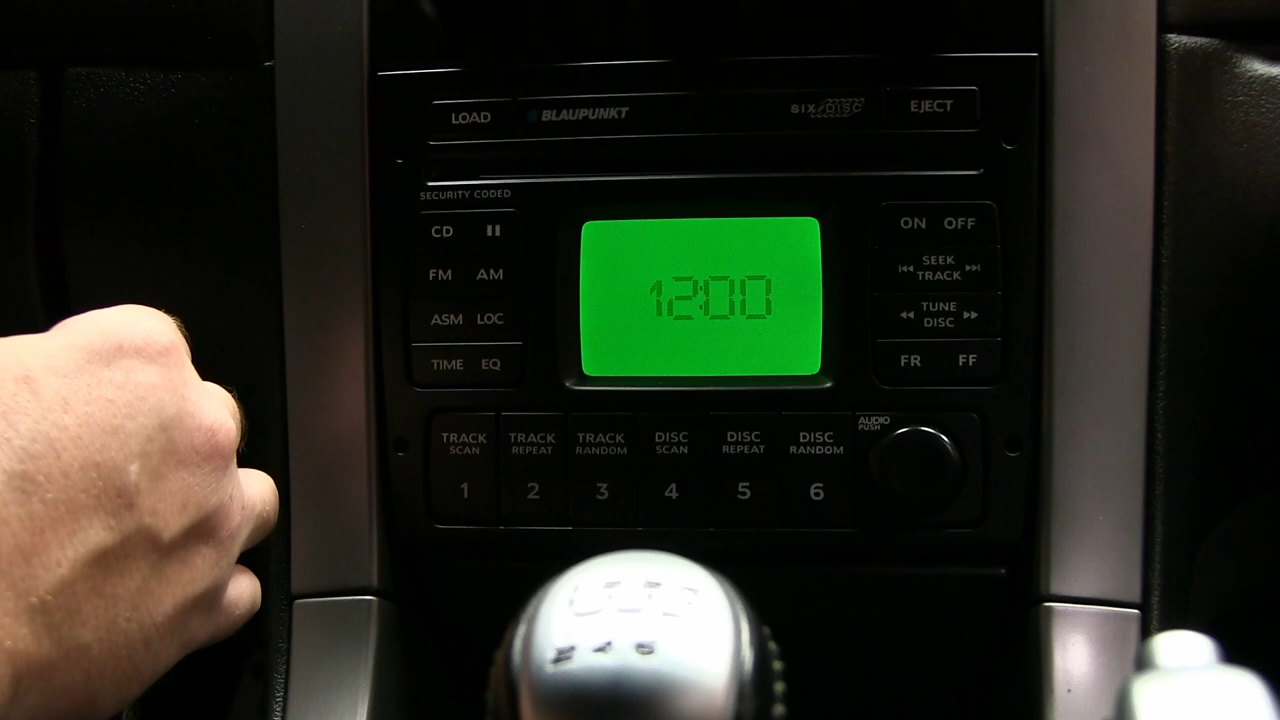 LOAD BLAUPUNKT SIX DISC EJECT
SECURITY CODED
CD ON OFF
FM AM SEEK TRACK
ASM LOC TUNE DISC
TIME EQ FR FF
12:00
TRACK SCAN 1
TRACK REPEAT 2
TRACK RANDOM 3
DISC SCAN 4
DISC REPEAT 5
DISC RANDOM 6
AUDIO PUSH